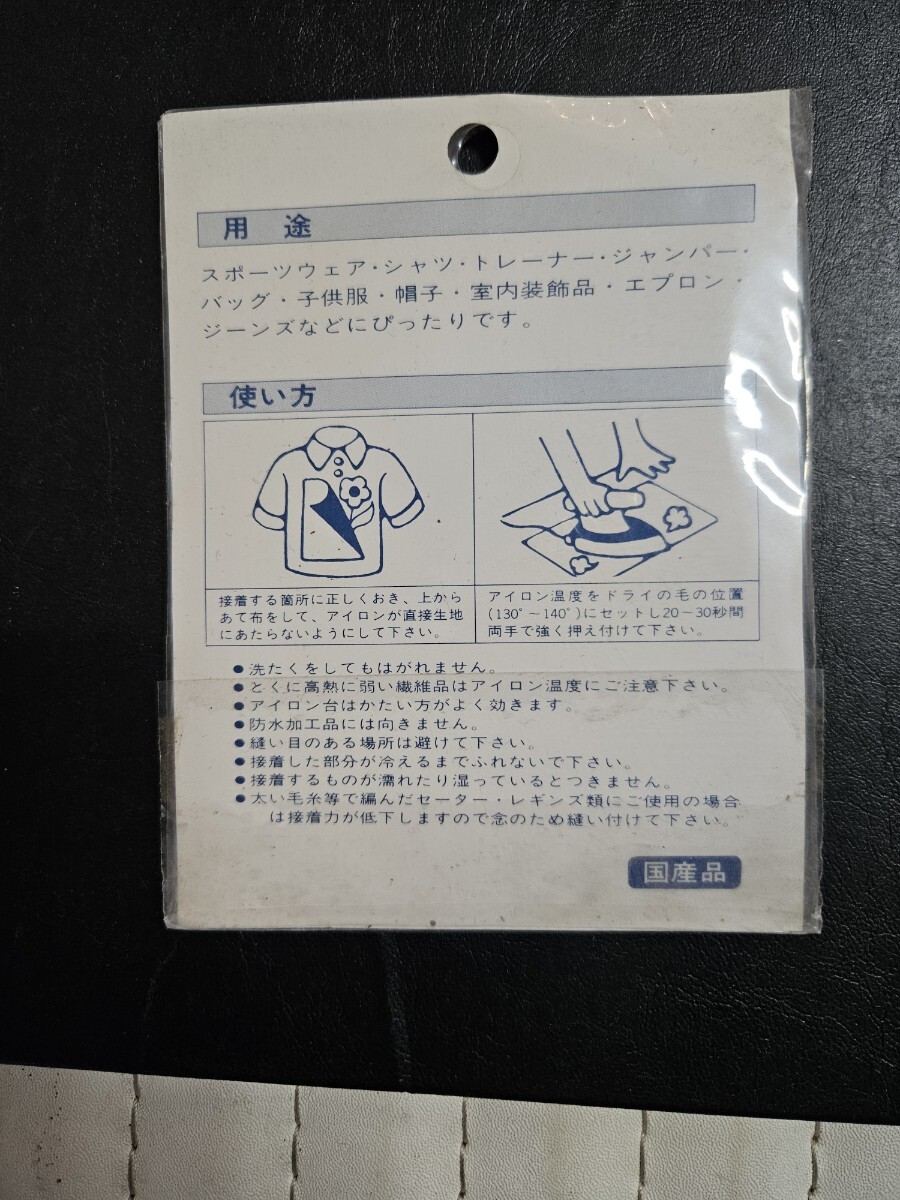 用途
スポーツウェア・シャツ・トレーナー・ジャンパー・
バッグ・子供服・帽子・室内装飾品・エプロン・
ジーンズなどにぴったりです。
使い方
接着する箇所に正しくおき、上から
あて布をして、アイロンが直接生地
にあたらないようにして下さい。
アイロン温度をドライの毛の位置
(130°～140°)にセットし20～30秒間
両手で強く押え付けて下さい。
●洗たくをしてもはがれません。
●とくに高熱に弱い繊維品はアイロン温度にご注意下さい。
●アイロン台はかたい方がよく効きます。
●防水加工品には向きません。
●縫い目のある場所は避けて下さい。
●接着した部分が冷えるまでふれないで下さい。
●接着するものが濡れたり湿っているとつきません。
●太い毛糸等で編んだセーター・レギンズ類にご使用の場合
は接着力が低下しますので念のため縫い付けて下さい。
国産品